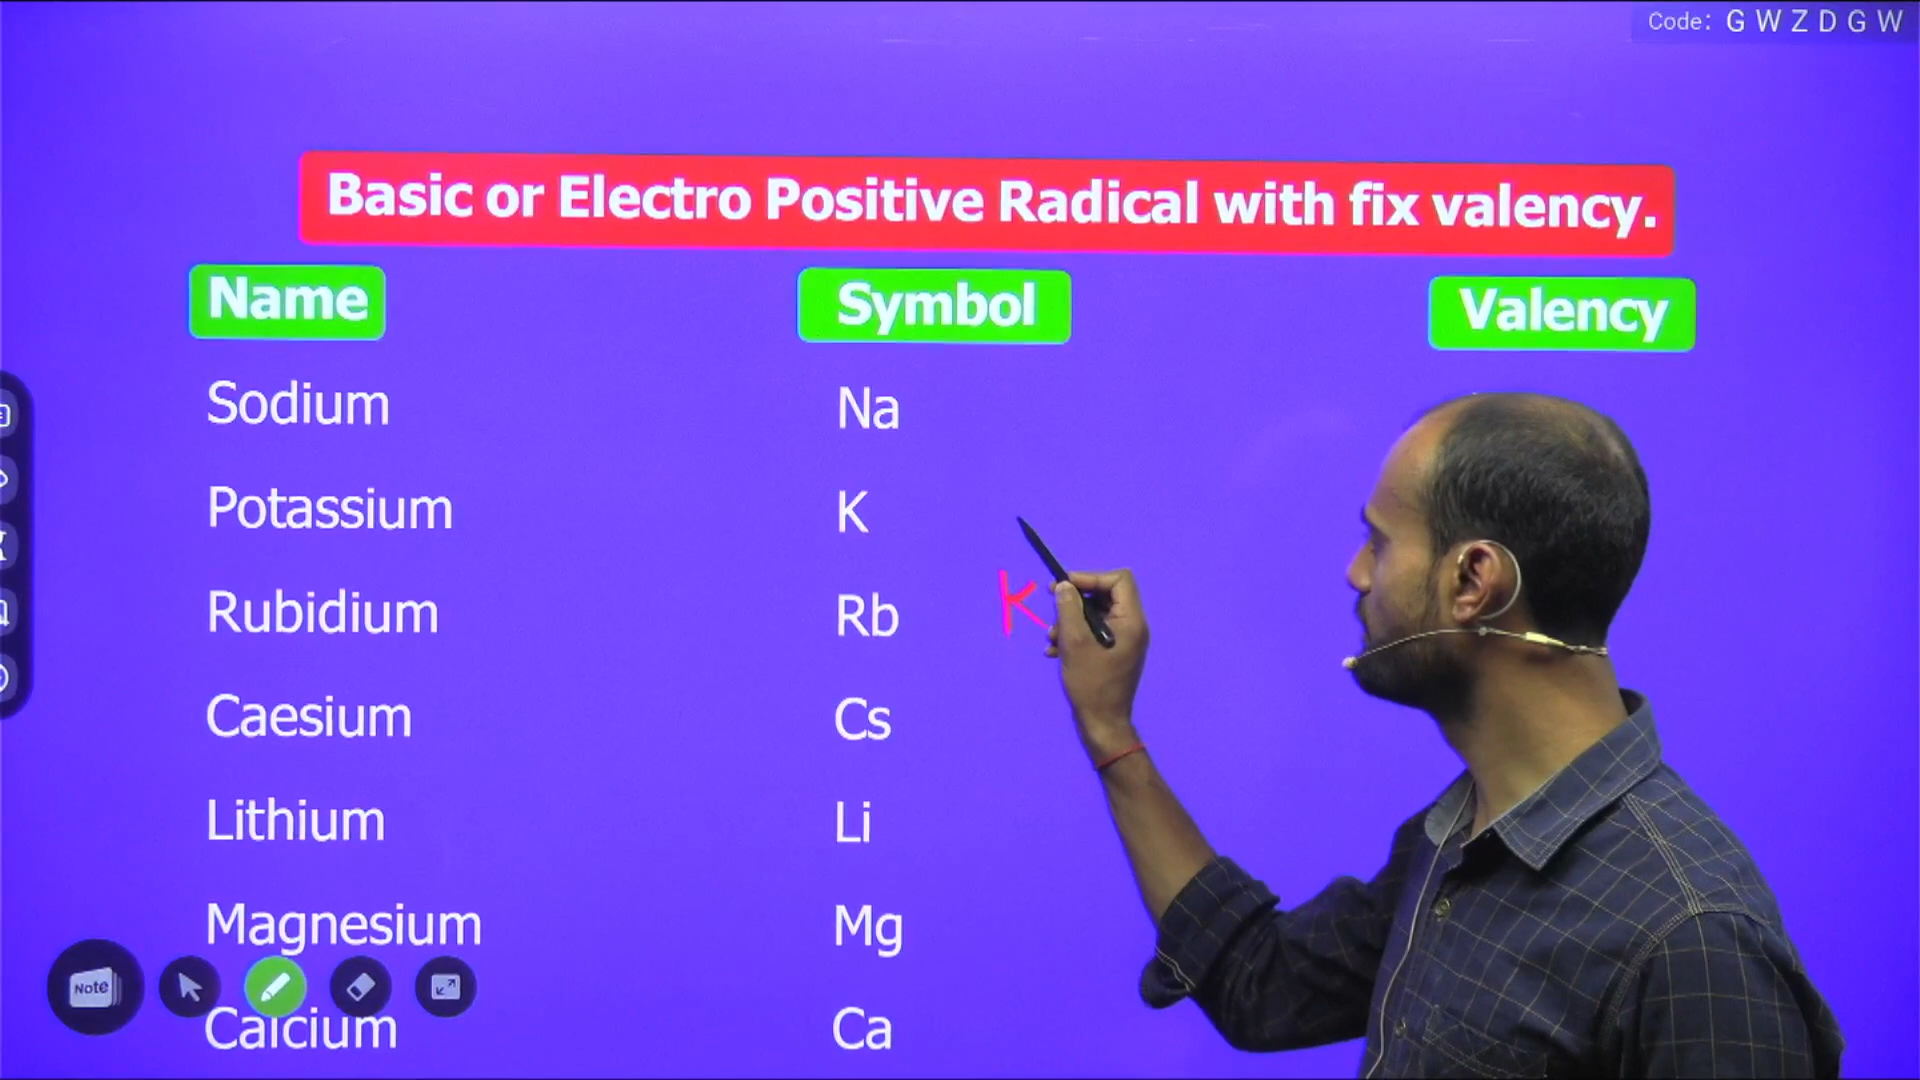 Code: G W Z D G W
Basic or Electro Positive Radical with fix valency.
Name Symbol Valency
Sodium Na
Potassium K
Rubidium Rb K
Caesium Cs
Lithium Li
Magnesium Mg
Note
Calcium Ca